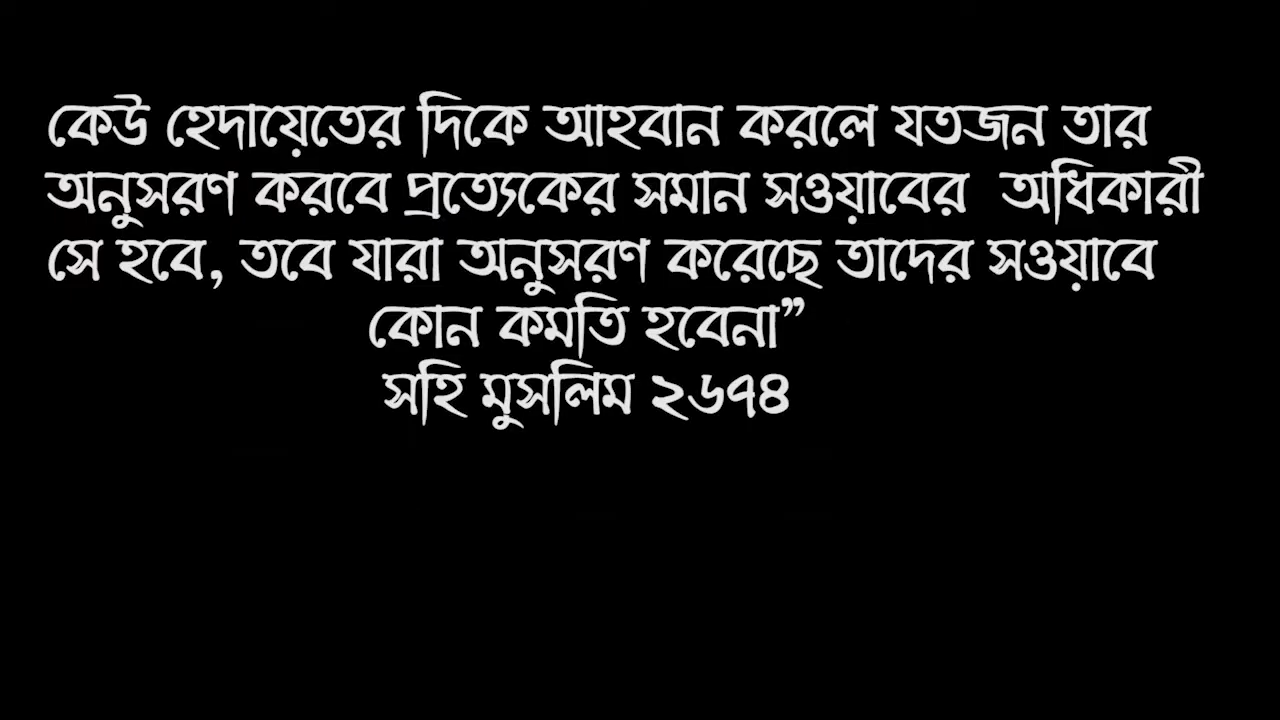 কেউ হেদায়েতের দিকে আহবান করলে যতজন তার
অনুসরণ করবে প্রত্যেকের সমান সওয়াবের  অধিকারী
সে হবে, তবে যারা অনুসরণ করেছে তাদের সওয়াবে
কোন কমতি হবেনা”
সহি মুসলিম ২৬৭৪